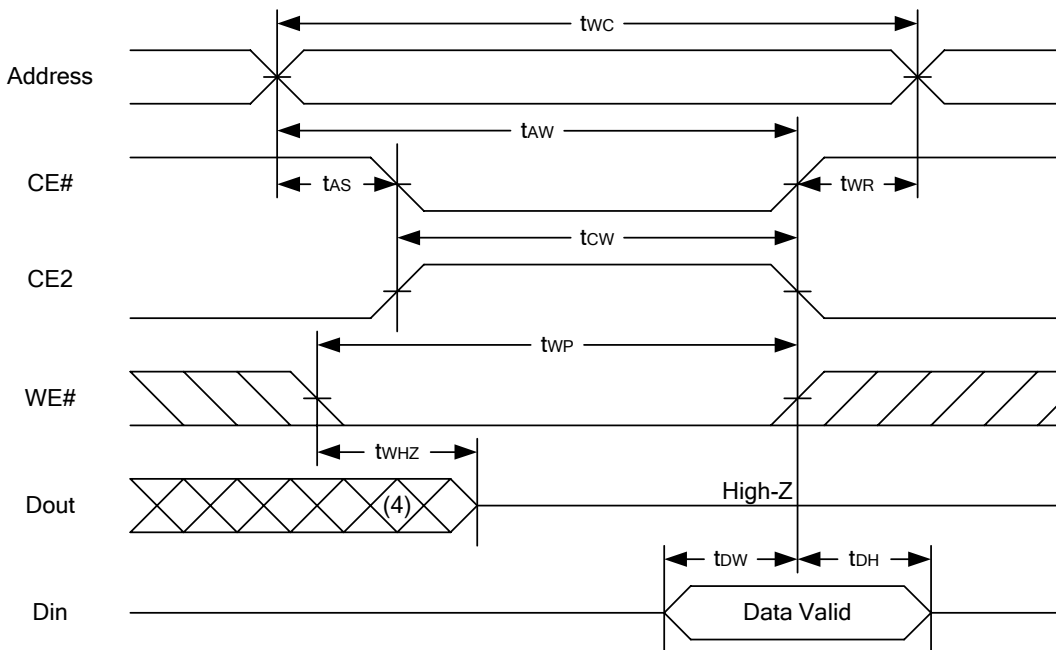 tWC
Address
tAW
CE#
tAS
tWR
tCW
CE2
tWP
WE#
tWHZ
High-Z
Dout
(4)
tDW
tDH
Din
Data Valid